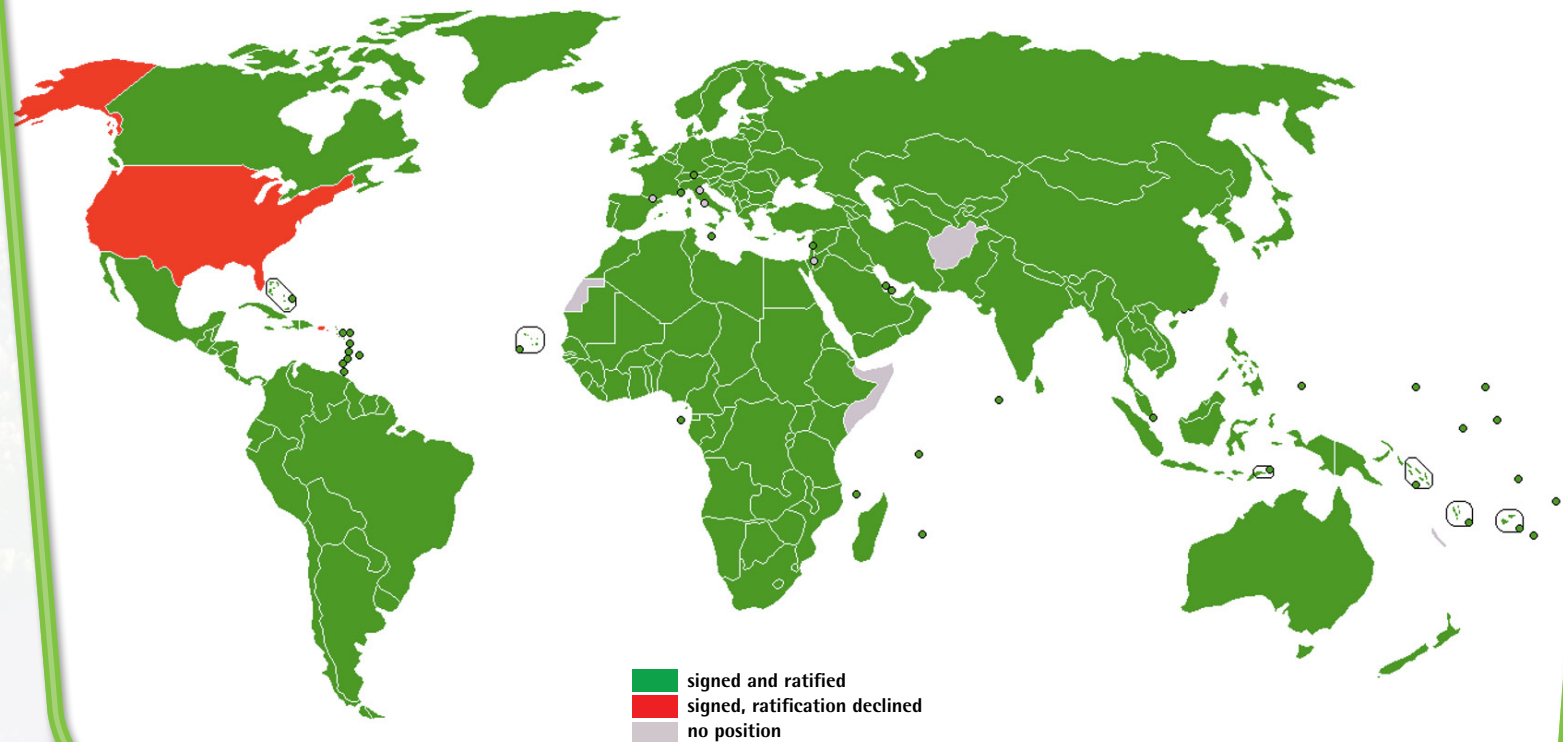 signed and ratified
signed, ratification declined
no position